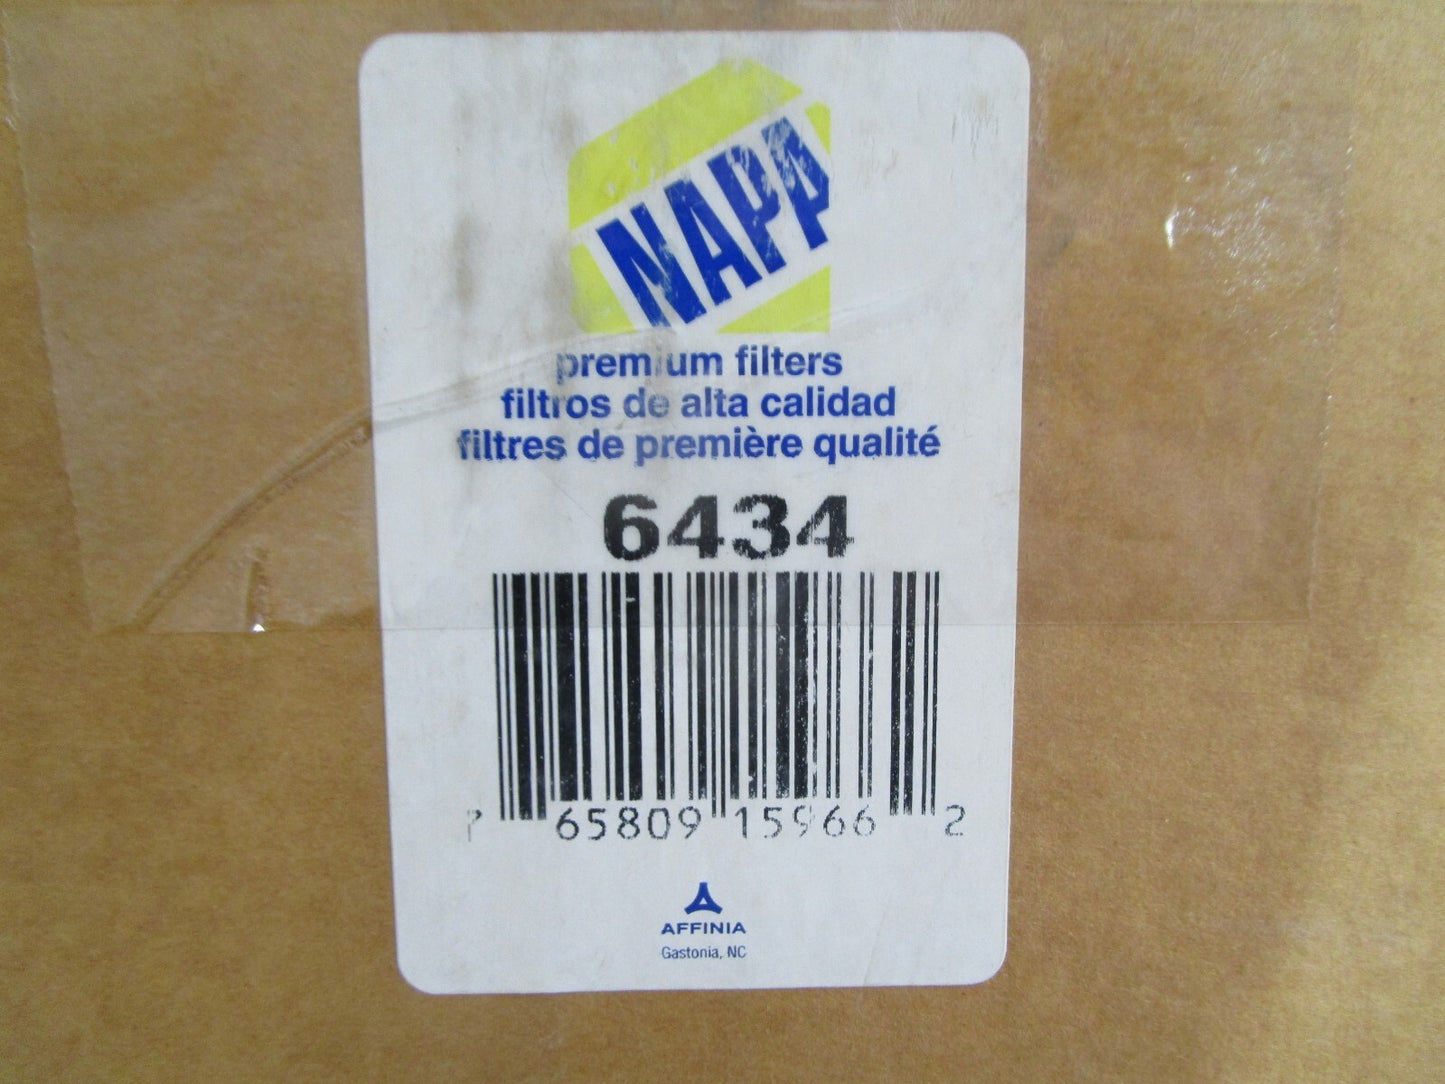 NAPA
premium filters
filtros de alta calidad
filtres de première qualité
6434
7 65809 15966 2
AFFINIA
Gastonia, NC